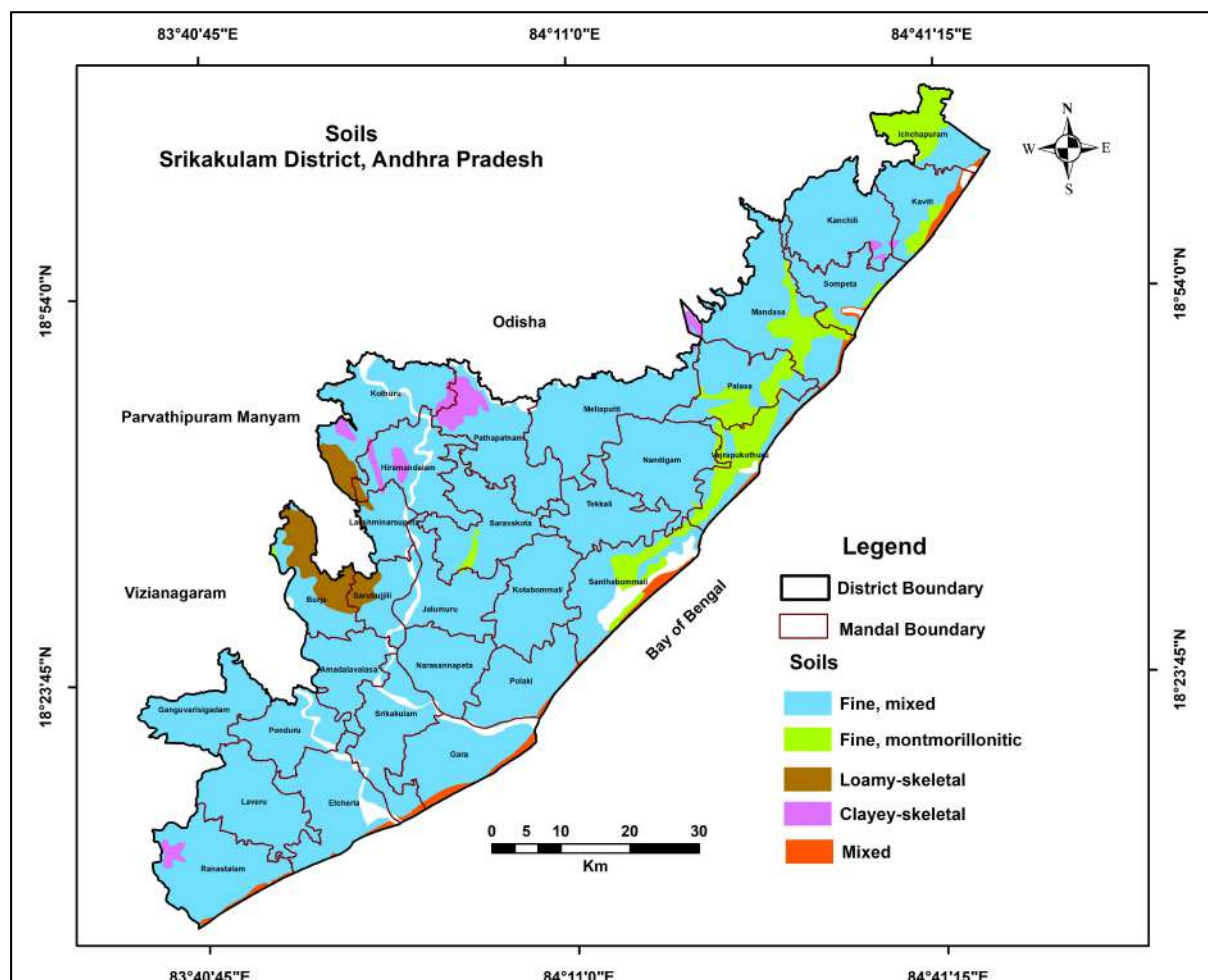 83°40'45"E
84°11'0"E
84°41'15"E
Soils
Srikakulam District, Andhra Pradesh
N
W
E
S
Ichchapuram
Kaviti
Kanchili
Sompeta
18°54'0"N
18°54'0"N
Odisha
Mandasa
Palasa
Kothuru
Meliaputti
Parvathipuram Manyam
Pathapatnam
Vajrapukothuru
Nandigam
Hiramandalam
Tekkali
Saravakota
Lakshminarsupeta
Legend
Santhabommali
Kotabommali
District Boundary
Vizianagaram
Burja
Sarubujjili
Jalumuru
Bay of Bengal
Mandal Boundary
Soils
Amadalavalasa
Narasannapeta
Polaki
18°23'45"N
18°23'45"N
Fine, mixed
Ganguvarisigadam
Srikakulam
Ponduru
Fine, montmorillonitic
Gara
Loamy-skeletal
Laveru
Etcherla
Clayey-skeletal
0 5 10 20 30
Km
Mixed
Ranastalam
83°40'45"E
84°11'0"E
84°41'15"E